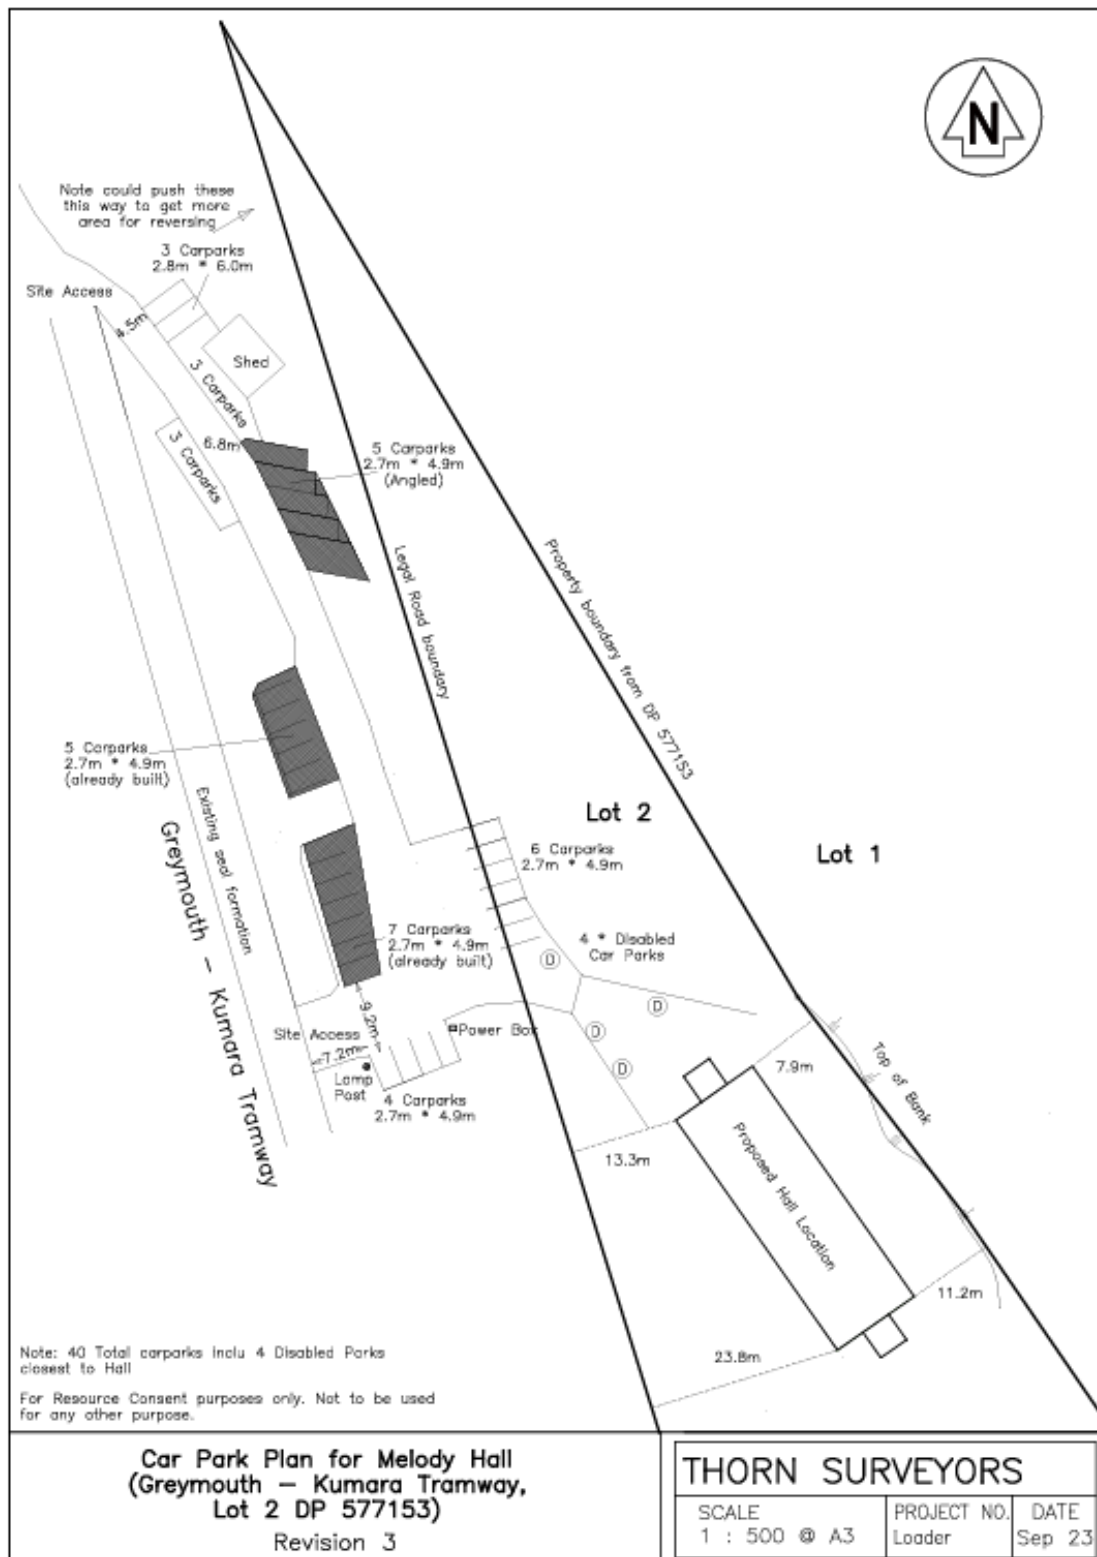 N
Note could push these
this way to get more
area for reversing
3 Carparks
2.8m * 6.0m
Site Access
4.5m
Shed
3 Carparks
6.8m
3 Carparks
5 Carparks
2.7m * 4.9m
(Angled)
Legal Road boundary
Property boundary from DP 577153
5 Carparks
2.7m * 4.9m
(already built)
Existing seal formation
Greymouth - Kumara Tramway
Lot 2
Lot 1
6 Carparks
2.7m * 4.9m
7 Carparks
2.7m * 4.9m
(already built)
4 * Disabled
Car Parks
D
D
D
D
9.2m
Site Access
7.2m
Power Box
Lamp
Post
4 Carparks
2.7m * 4.9m
7.9m
Top of Bank
13.3m
Proposed Hall Location
11.2m
23.8m
Note: 40 Total carparks Inclu 4 Disabled Parks
closest to Hall
For Resource Consent purposes only. Not to be used
for any other purpose.
Car Park Plan for Melody Hall
(Greymouth - Kumara Tramway,
Lot 2 DP 577153)
Revision 3
THORN SURVEYORS
SCALE
1 : 500 @ A3
PROJECT NO.
Loader
DATE
Sep 23